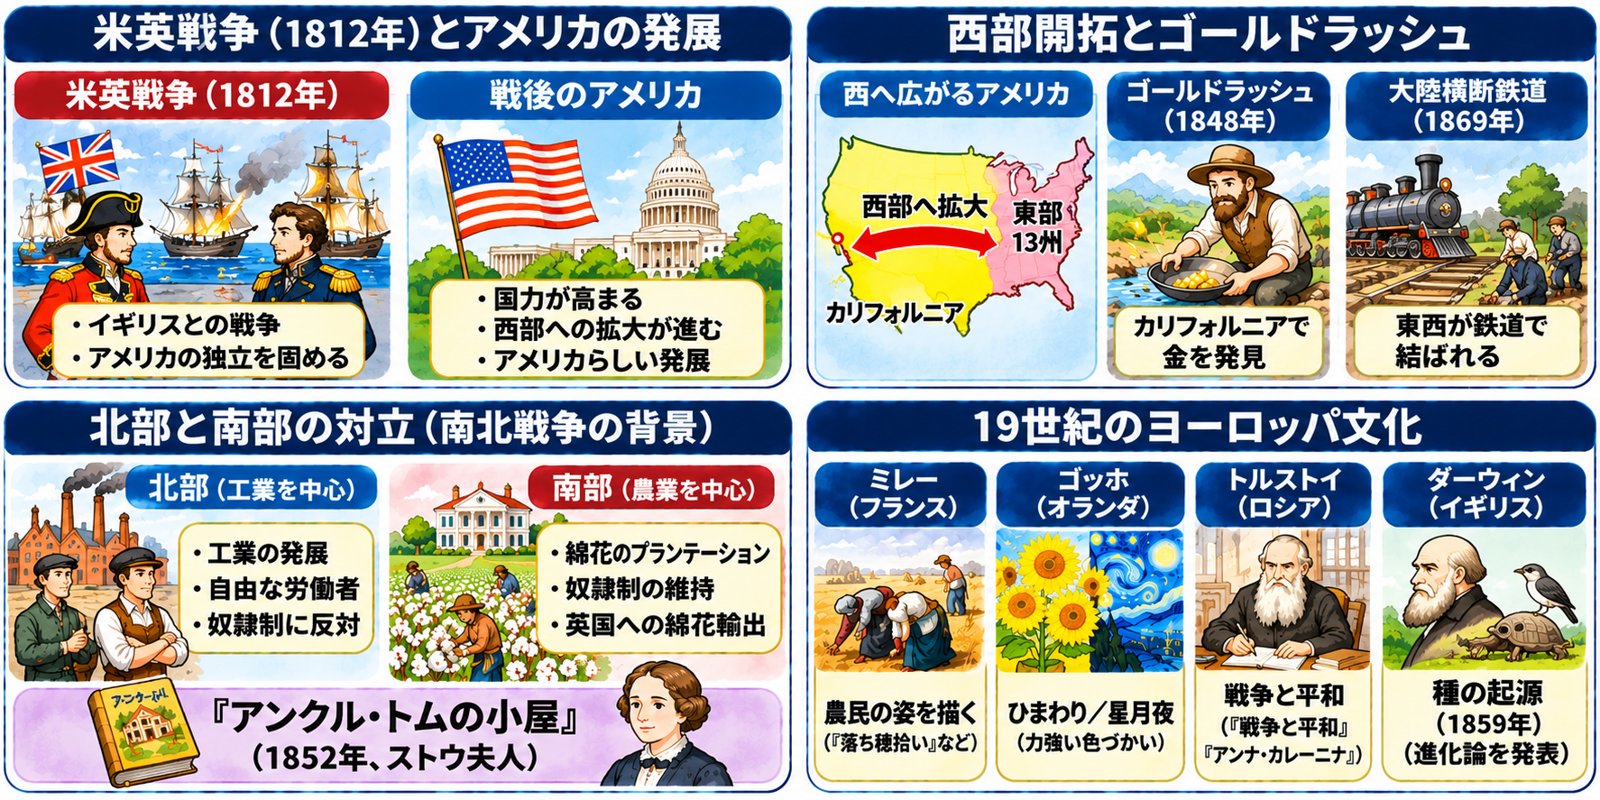 米英戦争（1812年）とアメリカの発展
米英戦争（1812年）
・イギリスとの戦争
・アメリカの独立を固める
戦後のアメリカ
・国力が高まる
・西部への拡大が進む
・アメリカらしい発展
西部開拓とゴールドラッシュ
西へ広がるアメリカ
西部へ拡大
東部
13州
カリフォルニア
ゴールドラッシュ
（1848年）
カリフォルニアで
金を発見
大陸横断鉄道
（1869年）
東西が鉄道で
結ばれる
北部と南部の対立（南北戦争の背景）
北部（工業を中心）
・工業の発展
・自由な労働者
・奴隷制に反対
南部（農業を中心）
・綿花のプランテーション
・奴隷制の維持
・英国への綿花輸出
『アンクル・トムの小屋』
（1852年、ストウ夫人）
19世紀のヨーロッパ文化
ミレー
（フランス）
農民の姿を描く
（『落ち穂拾い』など）
ゴッホ
（オランダ）
ひまわり／星月夜
（力強い色づかい）
トルストイ
（ロシア）
戦争と平和
（『戦争と平和』
『アンナ・カレーニナ』）
ダーウィン
（イギリス）
種の起源
（1859年）
（進化論を発表）